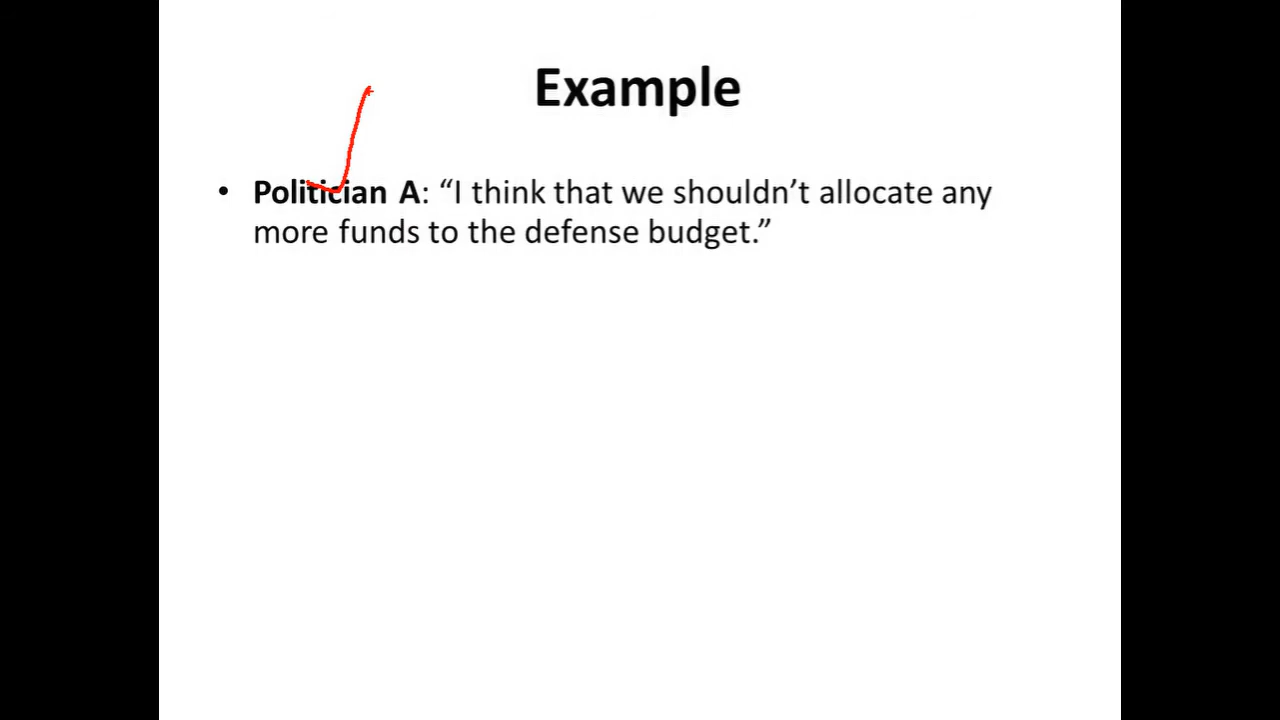 Example
• Politician A: “I think that we shouldn’t allocate any
more funds to the defense budget.”